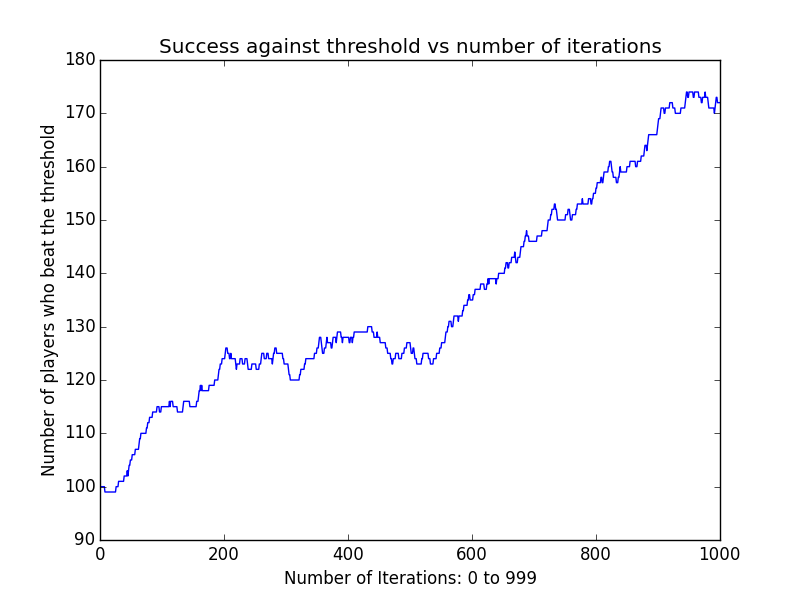 Success against threshold vs number of iterations
180
170
160
150
140
130
120
110
100
90
Number of players who beat the threshold
0 200 400 600 800 1000
Number of Iterations: 0 to 999